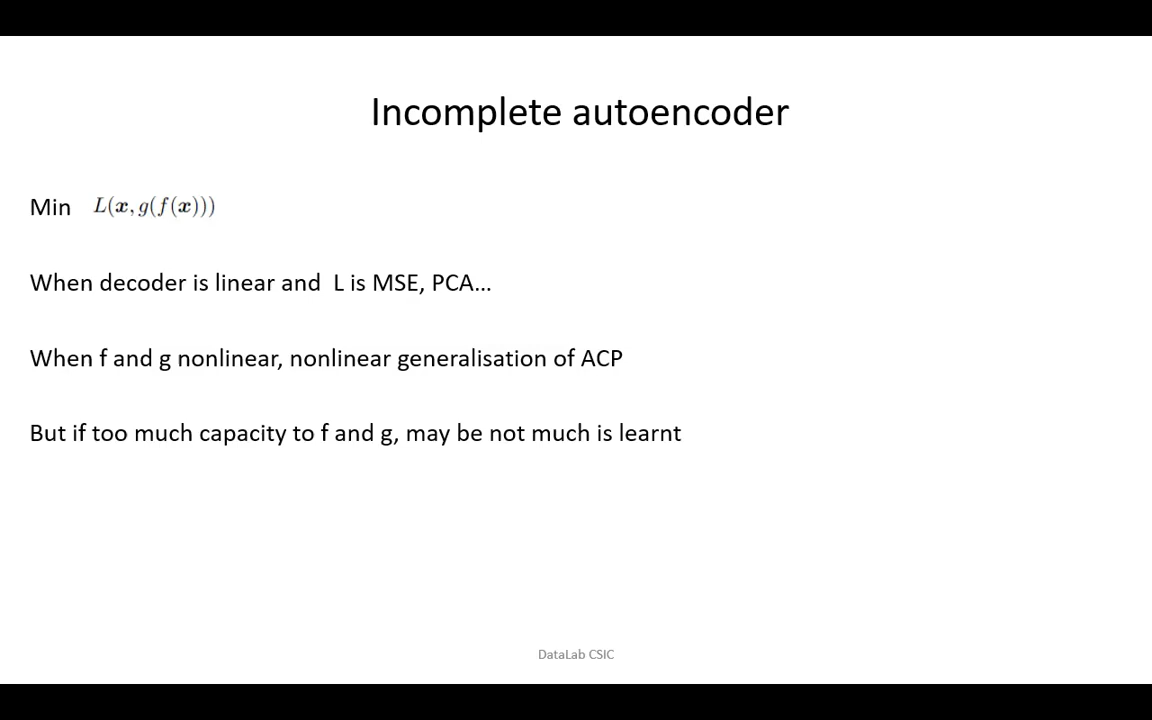 Incomplete autoencoder
Min L(x, g(f(x)))
When decoder is linear and L is MSE, PCA...
When f and g nonlinear, nonlinear generalisation of ACP
But if too much capacity to f and g, may be not much is learnt
DataLab CSIC